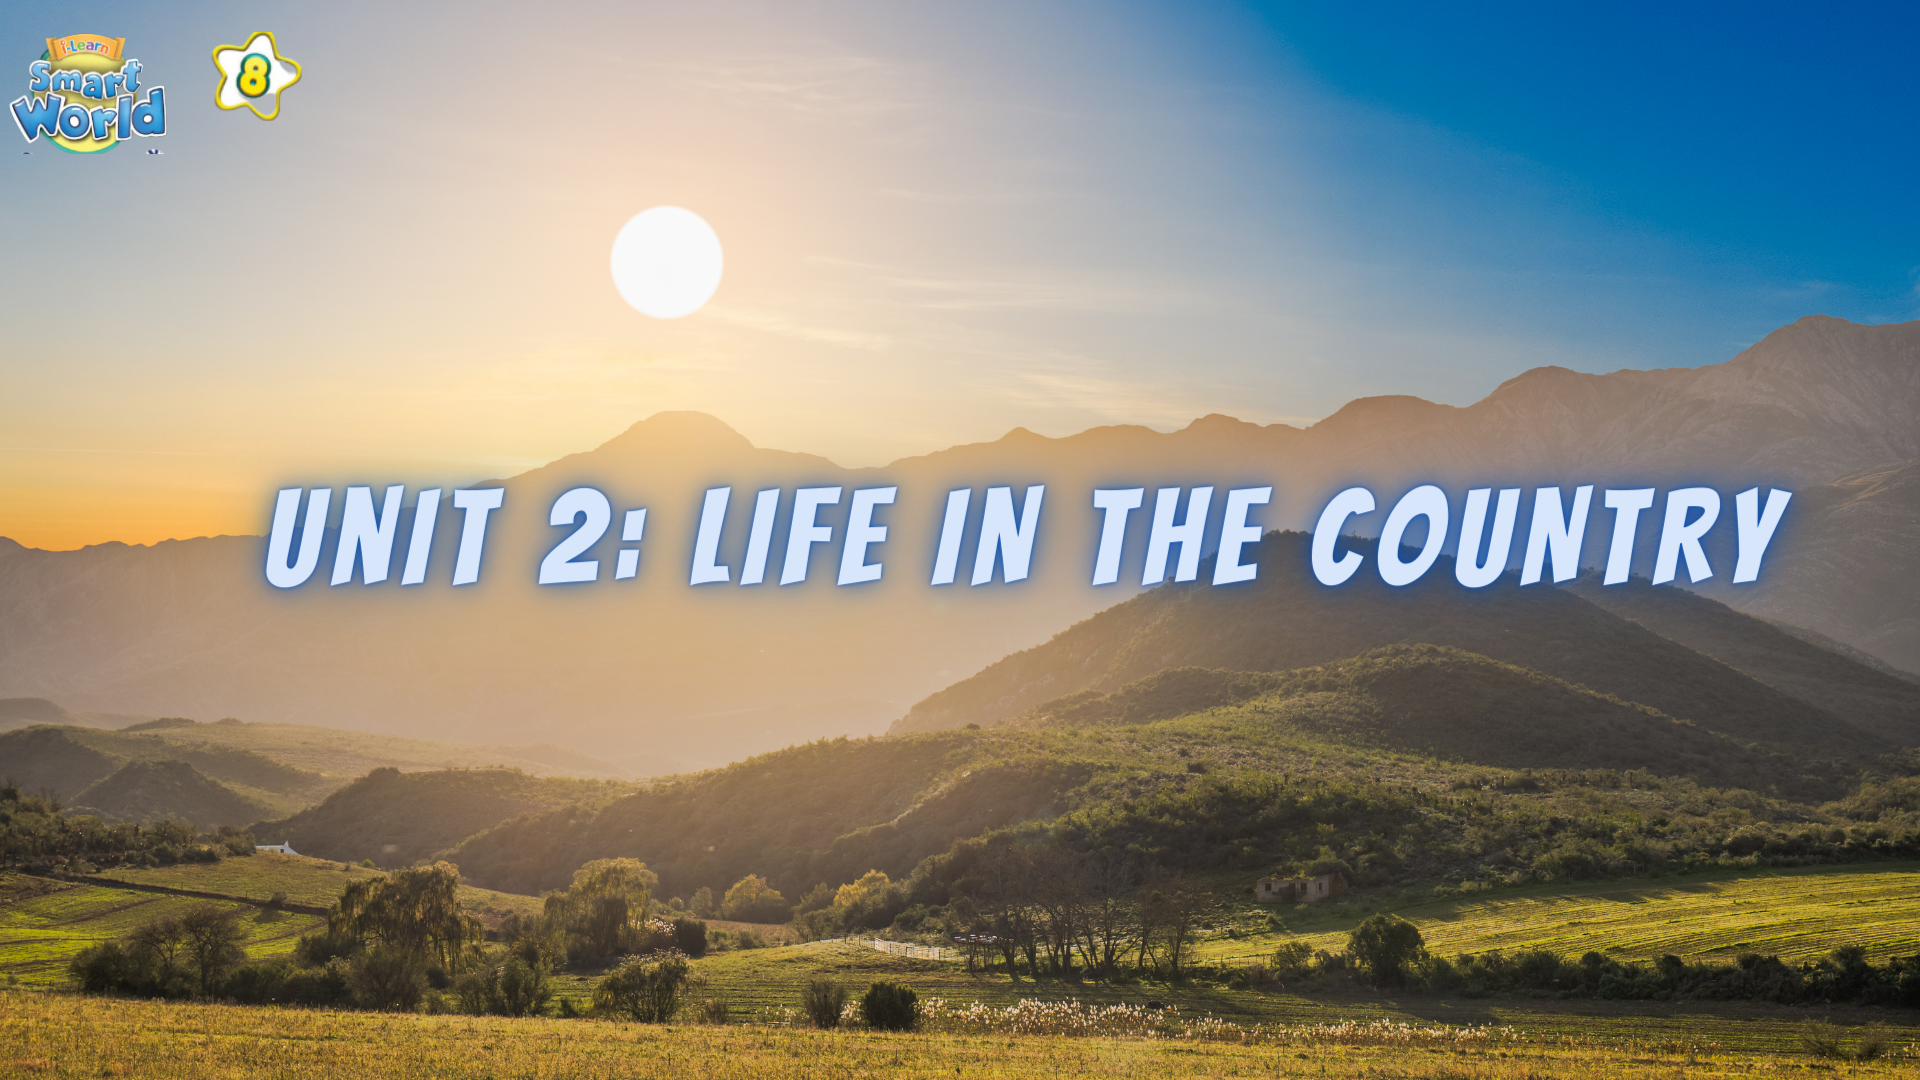 i-Learn
Smart
World
8
UNIT 2: LIFE IN THE COUNTRY